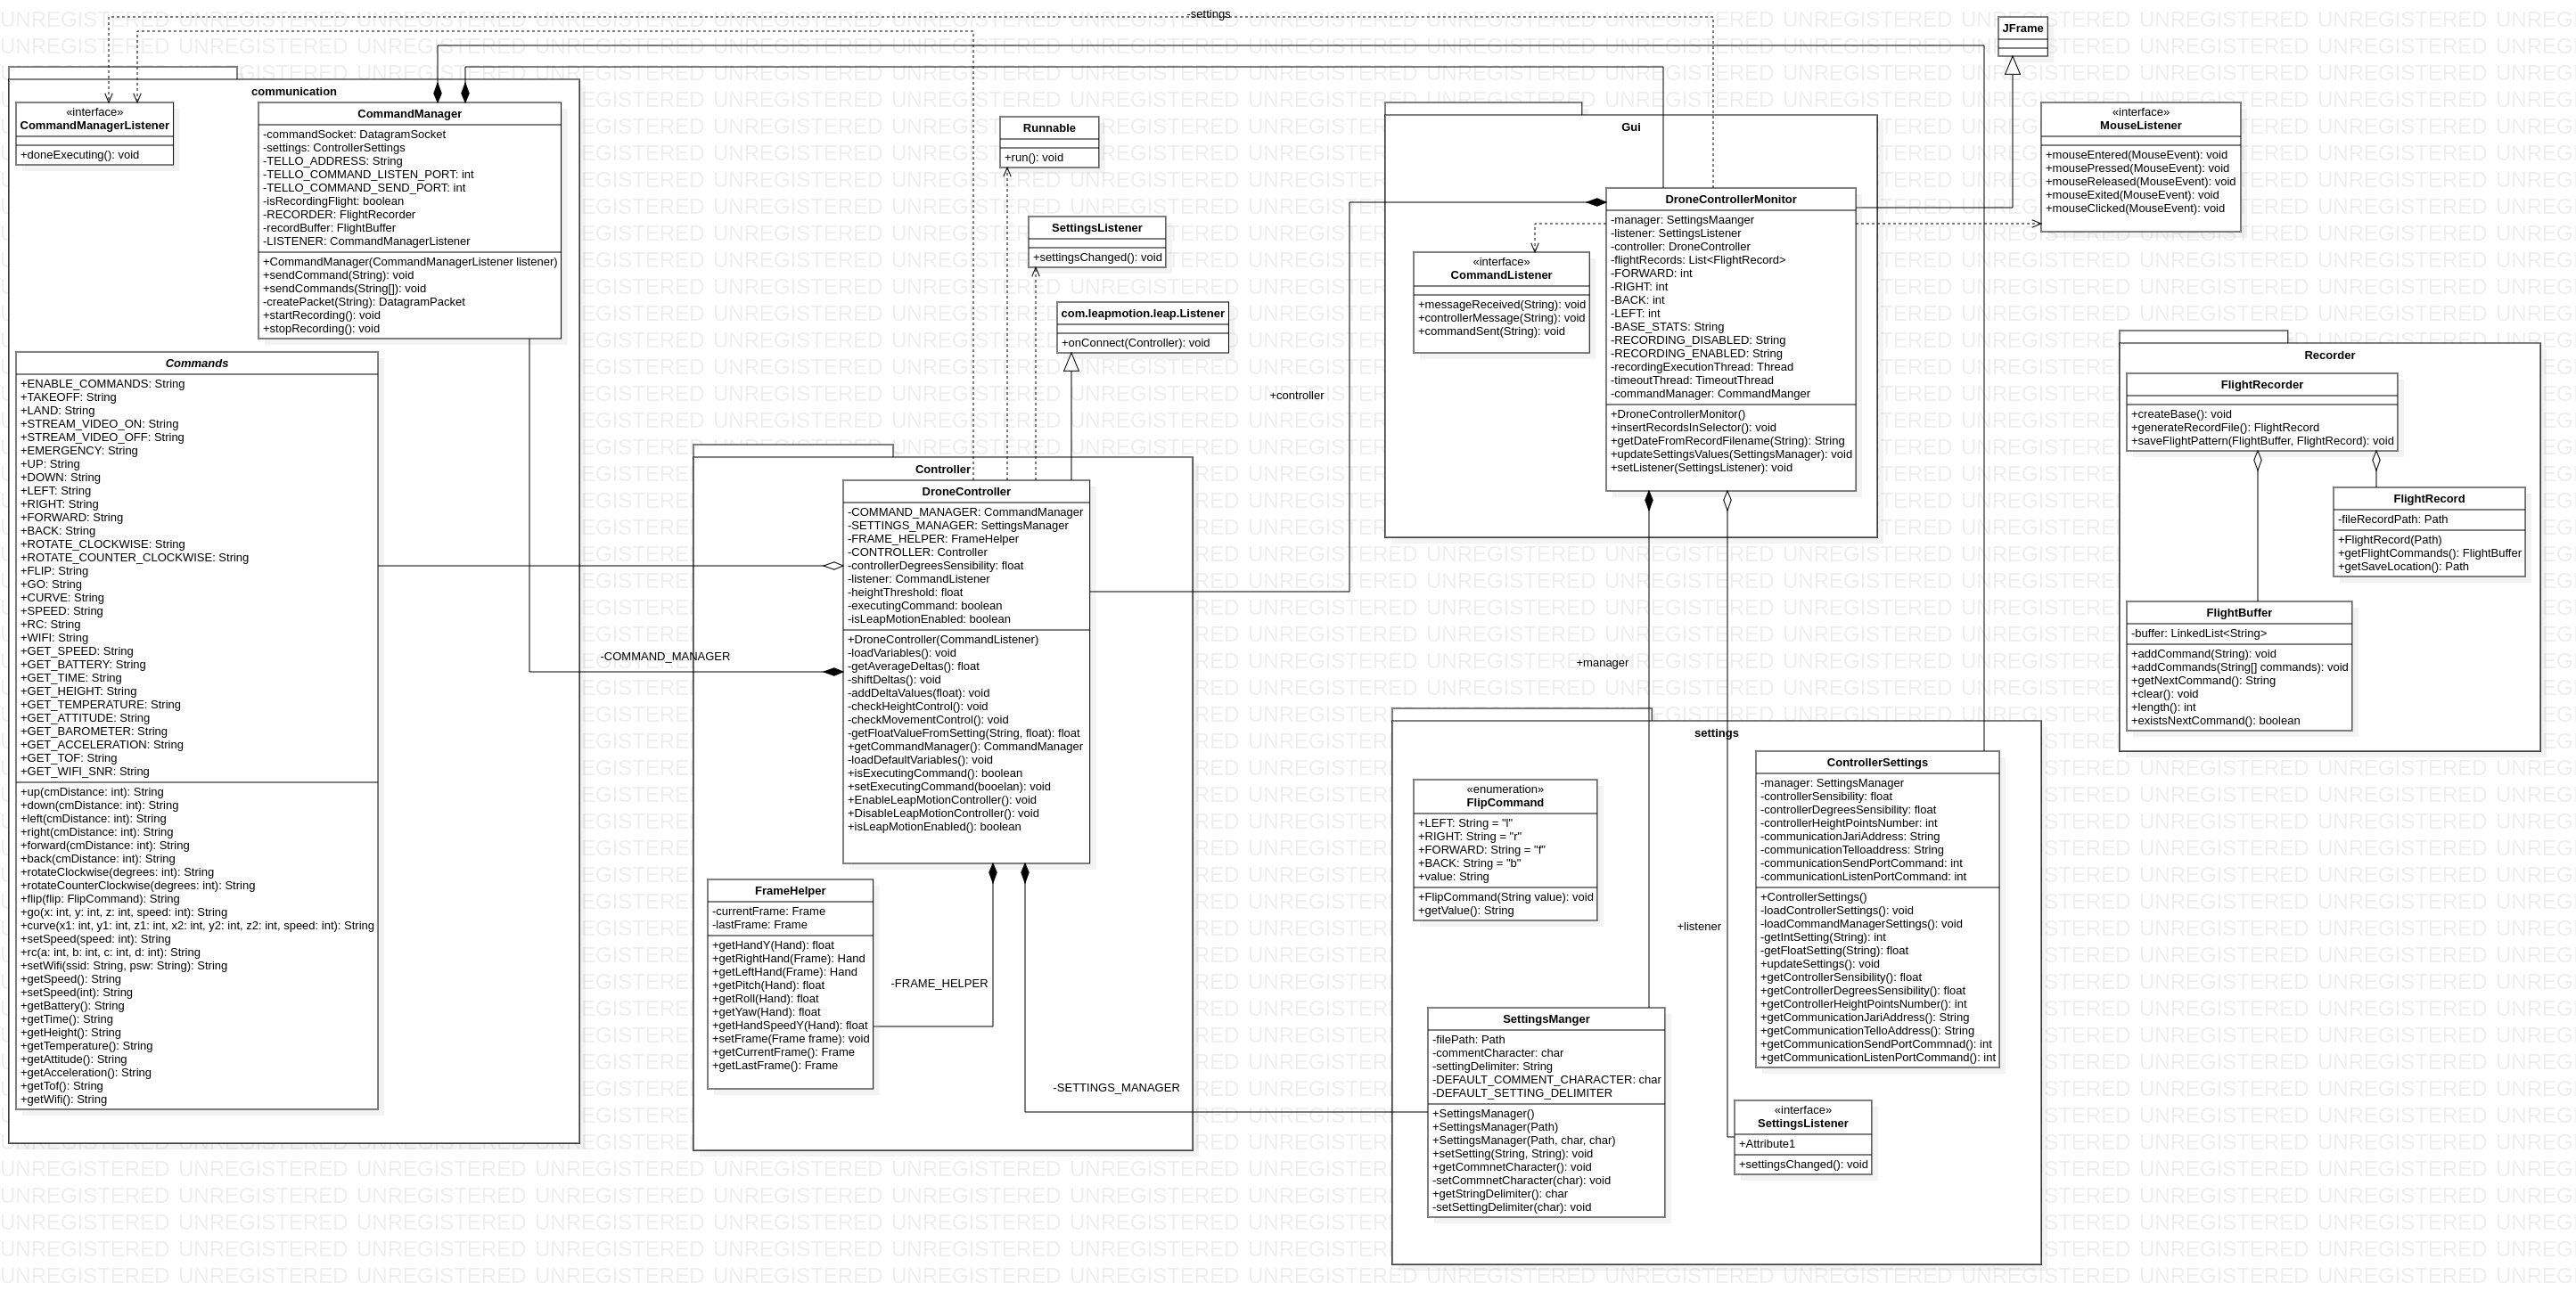 -settings
JFrame
communication
«interface»
CommandManagerListener
+doneExecuting(): void
CommandManager
-commandSocket: DatagramSocket
-settings: ControllerSettings
-TELLO_ADDRESS: String
-TELLO_COMMAND_LISTEN_PORT: int
-TELLO_COMMAND_SEND_PORT: int
-isRecordingFlight: boolean
-RECORDER: FlightRecorder
-recordBuffer: FlightBuffer
-LISTENER: CommandManagerListener
+CommandManager(CommandManagerListener listener)
+sendCommand(String): void
+sendCommands(String[]): void
-createPacket(String): DatagramPacket
+startRecording(): void
+stopRecording(): void
Commands
+ENABLE_COMMANDS: String
+TAKEOFF: String
+LAND: String
+STREAM_VIDEO_ON: String
+STREAM_VIDEO_OFF: String
+EMERGENCY: String
+UP: String
+DOWN: String
+LEFT: String
+RIGHT: String
+FORWARD: String
+BACK: String
+ROTATE_CLOCKWISE: String
+ROTATE_COUNTER_CLOCKWISE: String
+FLIP: String
+GO: String
+CURVE: String
+SPEED: String
+RC: String
+WIFI: String
+GET_SPEED: String
+GET_BATTERY: String
+GET_TIME: String
+GET_HEIGHT: String
+GET_TEMPERATURE: String
+GET_ATTITUDE: String
+GET_BAROMETER: String
+GET_ACCELERATION: String
+GET_TOF: String
+GET_WIFI_SNR: String
+up(cmDistance: int): String
+down(cmDistance: int): String
+left(cmDistance: int): String
+right(cmDistance: int): String
+forward(cmDistance: int): String
+back(cmDistance: int): String
+rotateClockwise(degrees: int): String
+rotateCounterClockwise(degrees: int): String
+flip(flip: FlipCommand): String
+go(x: int, y: int, z: int, speed: int): String
+curve(x1: int, y1: int, z1: int, x2: int, y2: int, z2: int, speed: int): String
+setSpeed(speed: int): String
+rc(a: int, b: int, c: int, d: int): String
+setWifi(ssid: String, psw: String): String
+getSpeed(): String
+setSpeed(int): String
+getBattery(): String
+getTime(): String
+getHeight(): String
+getTemperature(): String
+getAttitude(): String
+getAcceleration(): String
+getTof(): String
+getWifi(): String
Runnable
+run(): void
SettingsListener
+settingsChanged(): void
com.leapmotion.leap.Listener
+onConnect(Controller): void
-COMMAND_MANAGER
Controller
DroneController
-COMMAND_MANAGER: CommandManager
-SETTINGS_MANAGER: SettingsManager
-FRAME_HELPER: FrameHelper
-CONTROLLER: Controller
-controllerDegreesSensibility: float
-listener: CommandListener
-heightThreshold: float
-executingCommand: boolean
-isLeapMotionEnabled: boolean
+DroneController(CommandListener)
-loadVariables(): void
-getAverageDeltas(): float
-shiftDeltas(): void
-addDeltaValues(float): void
-checkHeightControl(): void
-checkMovementControl(): void
-getFloatValueFromSetting(String, float): float
+getCommandManager(): CommandManager
-loadDefaultVariables(): void
+isExecutingCommand(): boolean
+setExecutingCommand(booelan): void
+EnableLeapMotionController(): void
+DisableLeapMotionController(): void
+isLeapMotionEnabled(): boolean
FrameHelper
-currentFrame: Frame
-lastFrame: Frame
+getHandY(Hand): float
+getRightHand(Frame): Hand
+getLeftHand(Frame): Hand
+getPitch(Hand): float
+getRoll(Hand): float
+getYaw(Hand): float
+getHandSpeedY(Hand): float
+setFrame(Frame frame): void
+getCurrentFrame(): Frame
+getLastFrame(): Frame
-FRAME_HELPER
-SETTINGS_MANAGER
+controller
Gui
«interface»
CommandListener
+messageReceived(String): void
+controllerMessage(String): void
+commandSent(String): void
DroneControllerMonitor
-manager: SettingsMaanger
-listener: SettingsListener
-controller: DroneController
-flightRecords: List<FlightRecord>
-FORWARD: int
-RIGHT: int
-BACK: int
-LEFT: int
-BASE_STATS: String
-RECORDING_DISABLED: String
-RECORDING_ENABLED: String
-recordingExecutionThread: Thread
-timeoutThread: TimeoutThread
-commandManager: CommandManger
+DroneControllerMonitor()
+insertRecordsInSelector(): void
+getDateFromRecordFilename(String): String
+updateSettingsValues(SettingsManager): void
+setListener(SettingsListener): void
«interface»
MouseListener
+mouseEntered(MouseEvent): void
+mousePressed(MouseEvent): void
+mouseReleased(MouseEvent): void
+mouseExited(MouseEvent): void
+mouseClicked(MouseEvent): void
+manager
+listener
settings
«enumeration»
FlipCommand
+LEFT: String = "l"
+RIGHT: String = "r"
+FORWARD: String = "f"
+BACK: String = "b"
+value: String
+FlipCommand(String value): void
+getValue(): String
SettingsManger
-filePath: Path
-commentCharacter: char
-settingDelimiter: String
-DEFAULT_COMMENT_CHARACTER: char
-DEFAULT_SETTING_DELIMITER
+SettingsManager()
+SettingsManager(Path)
+SettingsManager(Path, char, char)
+setSetting(String, String): void
+getCommnetCharacter(): void
-setCommnetCharacter(char): void
+getStringDelimiter(): char
-setSettingDelimiter(char): void
ControllerSettings
-manager: SettingsManager
-controllerSensibility: float
-controllerDegreesSensibility: float
-controllerHeightPointsNumber: int
-communicationJariAddress: String
-communicationTelloaddress: String
-communicationSendPortCommand: int
-communicationListenPortCommand: int
+ControllerSettings()
-loadControllerSettings(): void
-loadCommandManagerSettings(): void
-getIntSetting(String): int
-getFloatSetting(String): float
+updateSettings(): void
+getControllerSensibility(): float
+getControllerDegreesSensibility(): float
+getControllerHeightPointsNumber(): int
+getCommunicationJariAddress(): String
+getCommunicationTelloAddress(): String
+getCommunicationSendPortCommnad(): int
+getCommunicationListenPortCommand(): int
«interface»
SettingsListener
+Attribute1
+settingsChanged(): void
Recorder
FlightRecorder
+createBase(): void
+generateRecordFile(): FlightRecord
+saveFlightPattern(FlightBuffer, FlightRecord): void
FlightRecord
-fileRecordPath: Path
+FlightRecord(Path)
+getFlightCommands(): FlightBuffer
+getSaveLocation(): Path
FlightBuffer
-buffer: LinkedList<String>
+addCommand(String): void
+addCommands(String[] commands): void
+getNextCommand(): String
+clear(): void
+length(): int
+existsNextCommand(): boolean